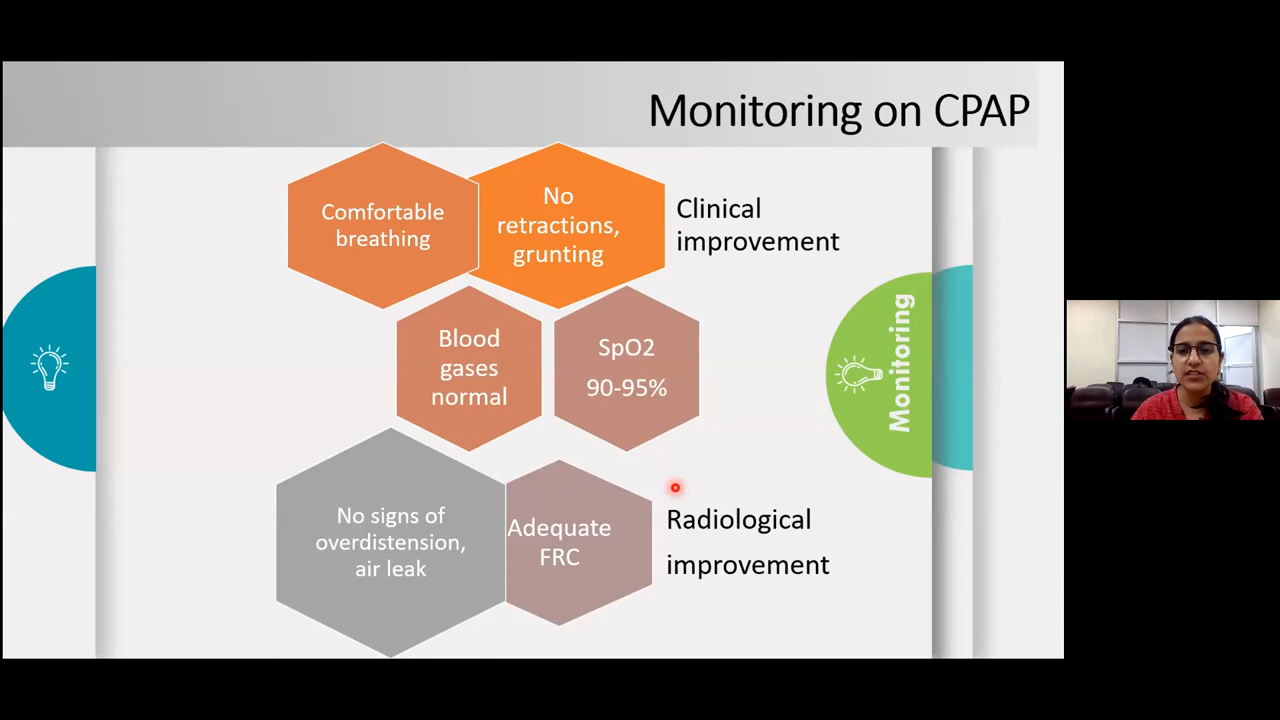 Monitoring on CPAP
Comfortable
breathing
No
retractions,
grunting
Clinical
improvement
Blood
gases
normal
SpO2
90-95%
Monitoring
No signs of
overdistension,
air leak
Adequate
FRC
Radiological
improvement